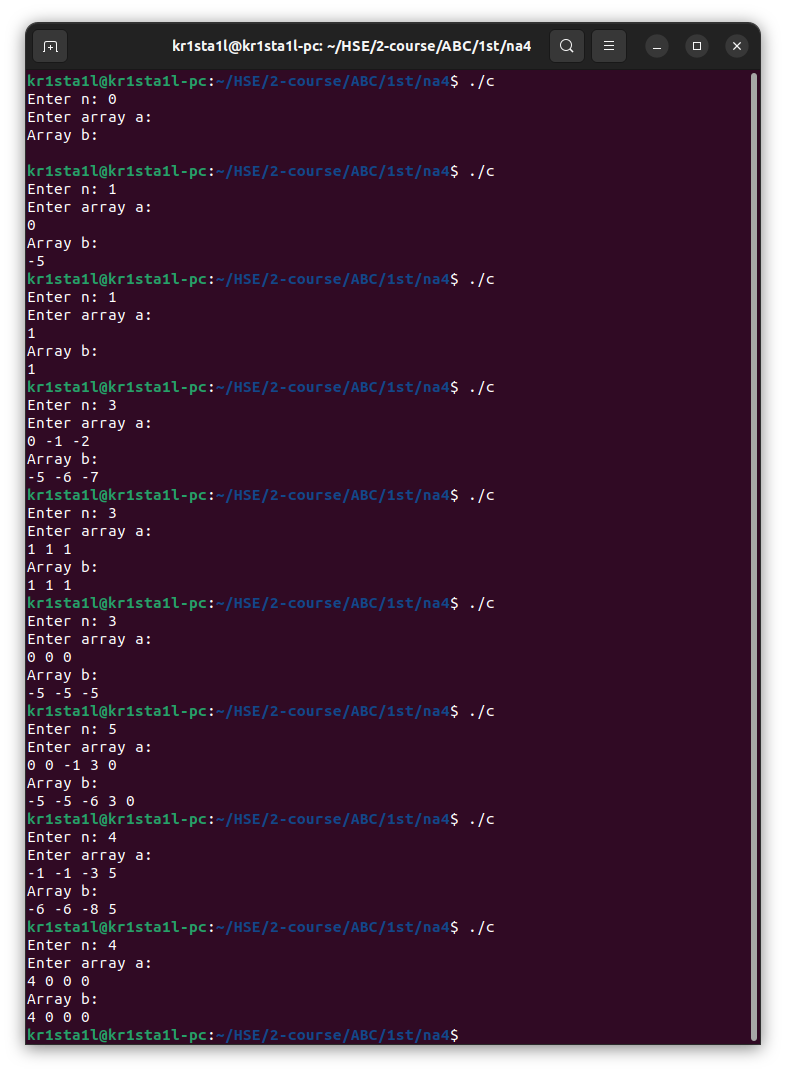 kr1sta1l@kr1sta1l-pc: ~/HSE/2-course/ABC/1st/na4
kr1sta1l@kr1sta1l-pc:~/HSE/2-course/ABC/1st/na4$ ./c
Enter n: 0
Enter array a:
Array b:

kr1sta1l@kr1sta1l-pc:~/HSE/2-course/ABC/1st/na4$ ./c
Enter n: 1
Enter array a:
0
Array b:
-5
kr1sta1l@kr1sta1l-pc:~/HSE/2-course/ABC/1st/na4$ ./c
Enter n: 1
Enter array a:
1
Array b:
1
kr1sta1l@kr1sta1l-pc:~/HSE/2-course/ABC/1st/na4$ ./c
Enter n: 3
Enter array a:
0 -1 -2
Array b:
-5 -6 -7
kr1sta1l@kr1sta1l-pc:~/HSE/2-course/ABC/1st/na4$ ./c
Enter n: 3
Enter array a:
1 1 1
Array b:
1 1 1
kr1sta1l@kr1sta1l-pc:~/HSE/2-course/ABC/1st/na4$ ./c
Enter n: 3
Enter array a:
0 0 0
Array b:
-5 -5 -5
kr1sta1l@kr1sta1l-pc:~/HSE/2-course/ABC/1st/na4$ ./c
Enter n: 5
Enter array a:
0 0 -1 3 0
Array b:
-5 -5 -6 3 0
kr1sta1l@kr1sta1l-pc:~/HSE/2-course/ABC/1st/na4$ ./c
Enter n: 4
Enter array a:
-1 -1 -3 5
Array b:
-6 -6 -8 5
kr1sta1l@kr1sta1l-pc:~/HSE/2-course/ABC/1st/na4$ ./c
Enter n: 4
Enter array a:
4 0 0 0
Array b:
4 0 0 0
kr1sta1l@kr1sta1l-pc:~/HSE/2-course/ABC/1st/na4$